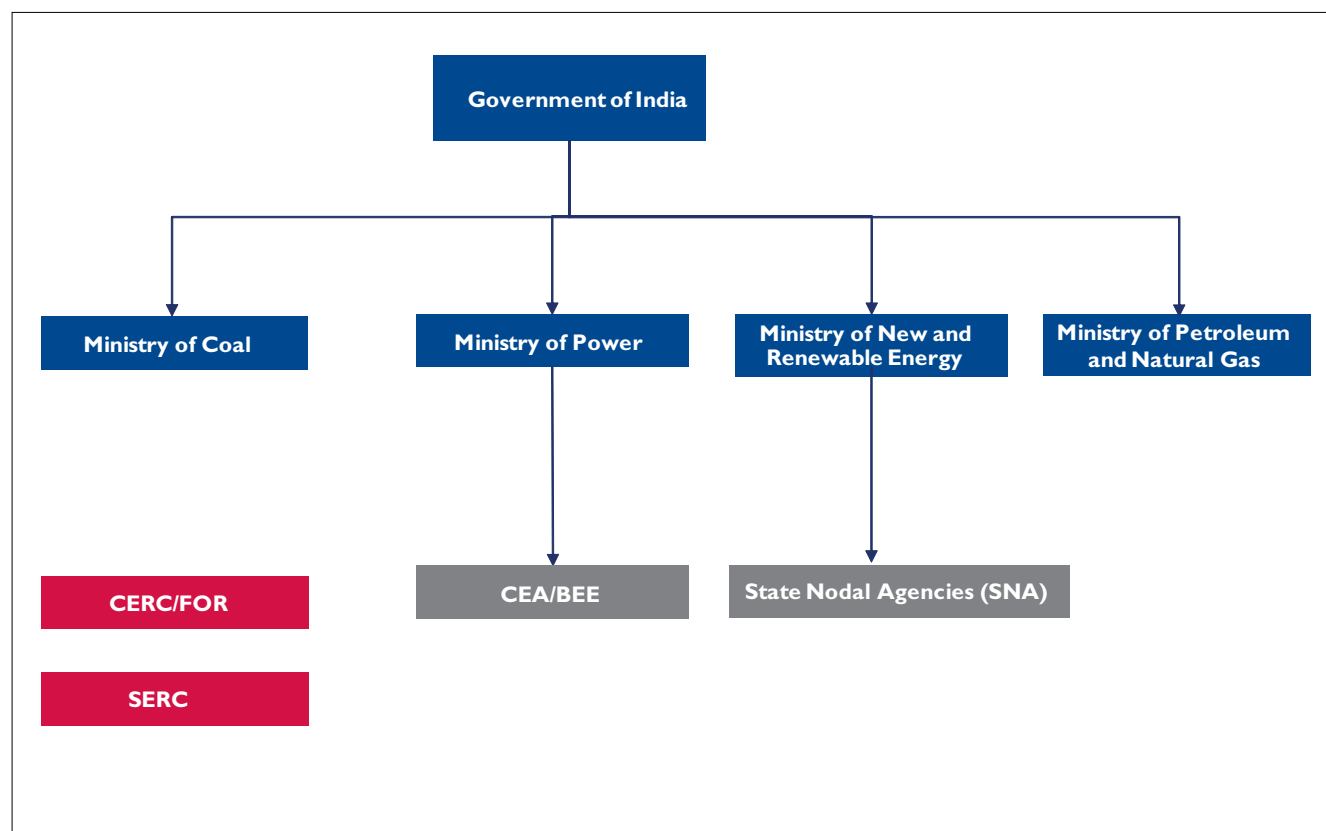 Government of India
Ministry of Coal
Ministry of Power
Ministry of New and
Renewable Energy
Ministry of Petroleum
and Natural Gas
CERC/FOR
CEA/BEE
State Nodal Agencies (SNA)
SERC